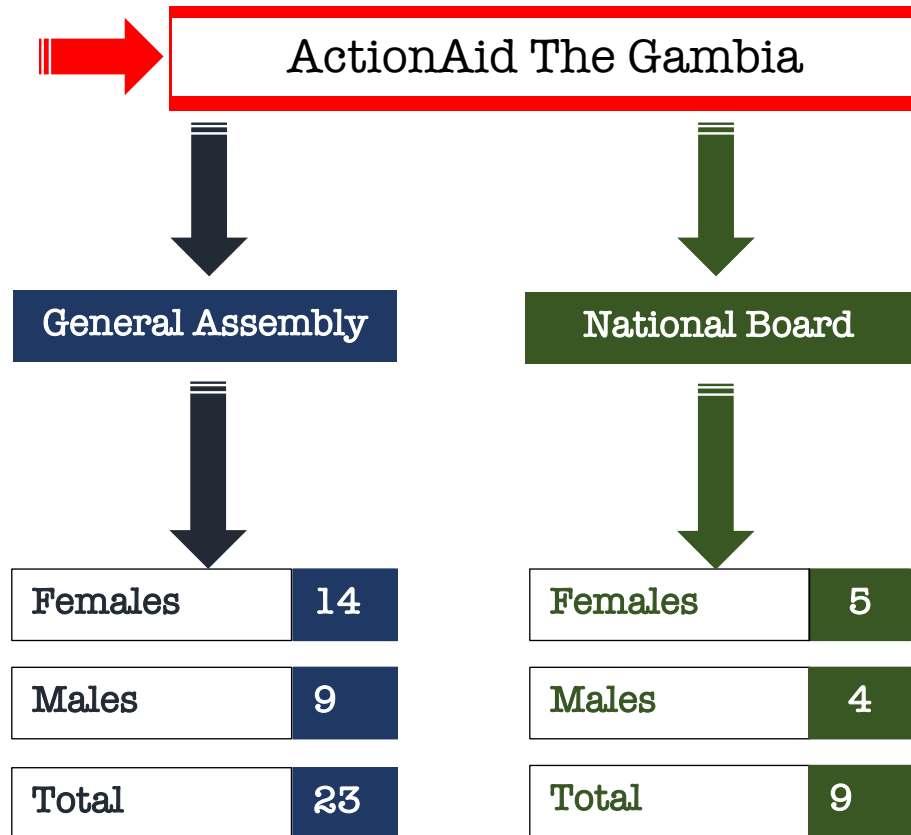 ActionAid The Gambia
General Assembly
Females 14
Males 9
Total 23
National Board
Females 5
Males 4
Total 9